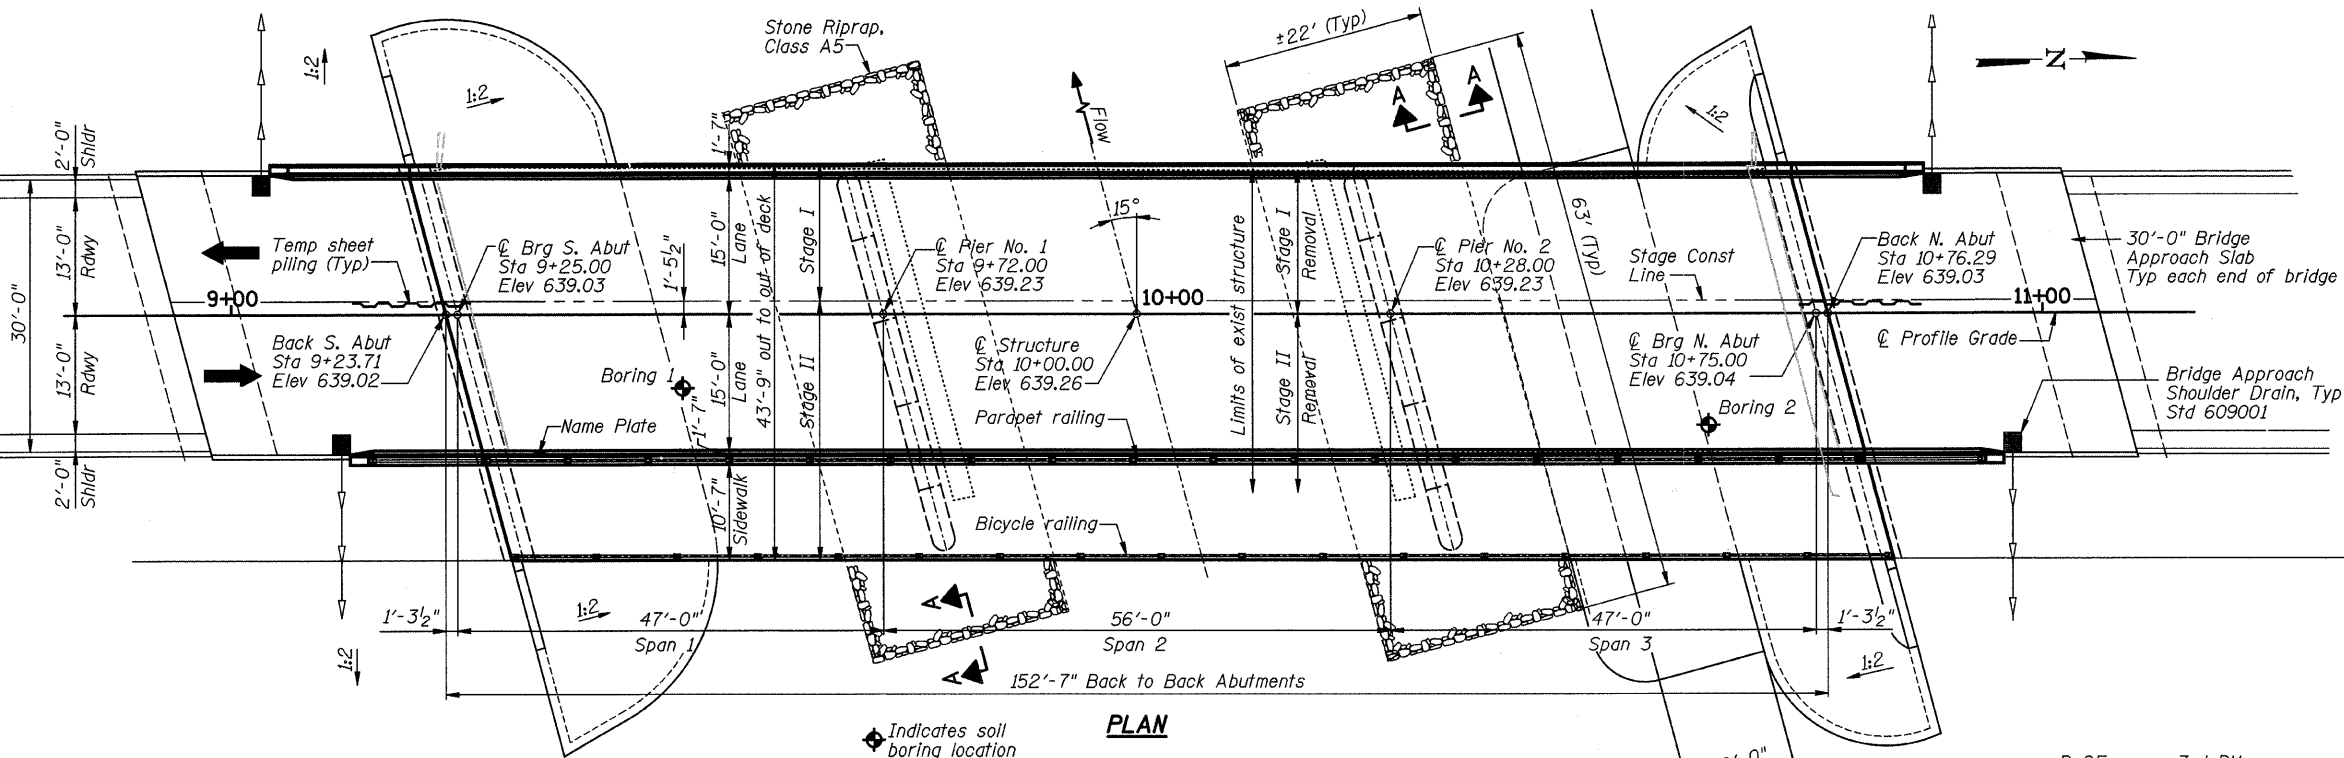 Stone Riprap,
Class A5
±22' (Typ)
N
1:2
1:2
1:2
A
A
Flow
2'-0"
Shldr
1'-7"
15°
63' (Typ)
30'-0"
13'-0"
Rdwy
Temp sheet
piling (Typ)
℄ Brg S. Abut
Sta 9+25.00
Elev 639.03
1'-5½"
15'-0"
Lane
43'-9" out to out of deck
Stage I
℄ Pier No. 1
Sta 9+72.00
Elev 639.23
Limits of exist structure
Stage I
Removal
℄ Pier No. 2
Sta 10+28.00
Elev 639.23
Stage Const
Line
Back N. Abut
Sta 10+76.29
Elev 639.03
30'-0" Bridge
Approach Slab
Typ each end of bridge
9+00
10+00
11+00
13'-0"
Rdwy
Back S. Abut
Sta 9+23.71
Elev 639.02
Boring 1
15'-0"
Lane
Stage II
℄ Structure
Sta 10+00.00
Elev 639.26
Stage II
Removal
℄ Brg N. Abut
Sta 10+75.00
Elev 639.04
℄ Profile Grade
Boring 2
Bridge Approach
Shoulder Drain, Typ
Std 609001
Name Plate
1'-7"
Parapet railing
2'-0"
Shldr
10'-7"
Sidewalk
Bicycle railing
1:2
1:2
1:2
A
A
1'-3½"
47'-0"
Span 1
56'-0"
Span 2
47'-0"
Span 3
1'-3½"
152'-7" Back to Back Abutments
PLAN
Indicates soil
boring location